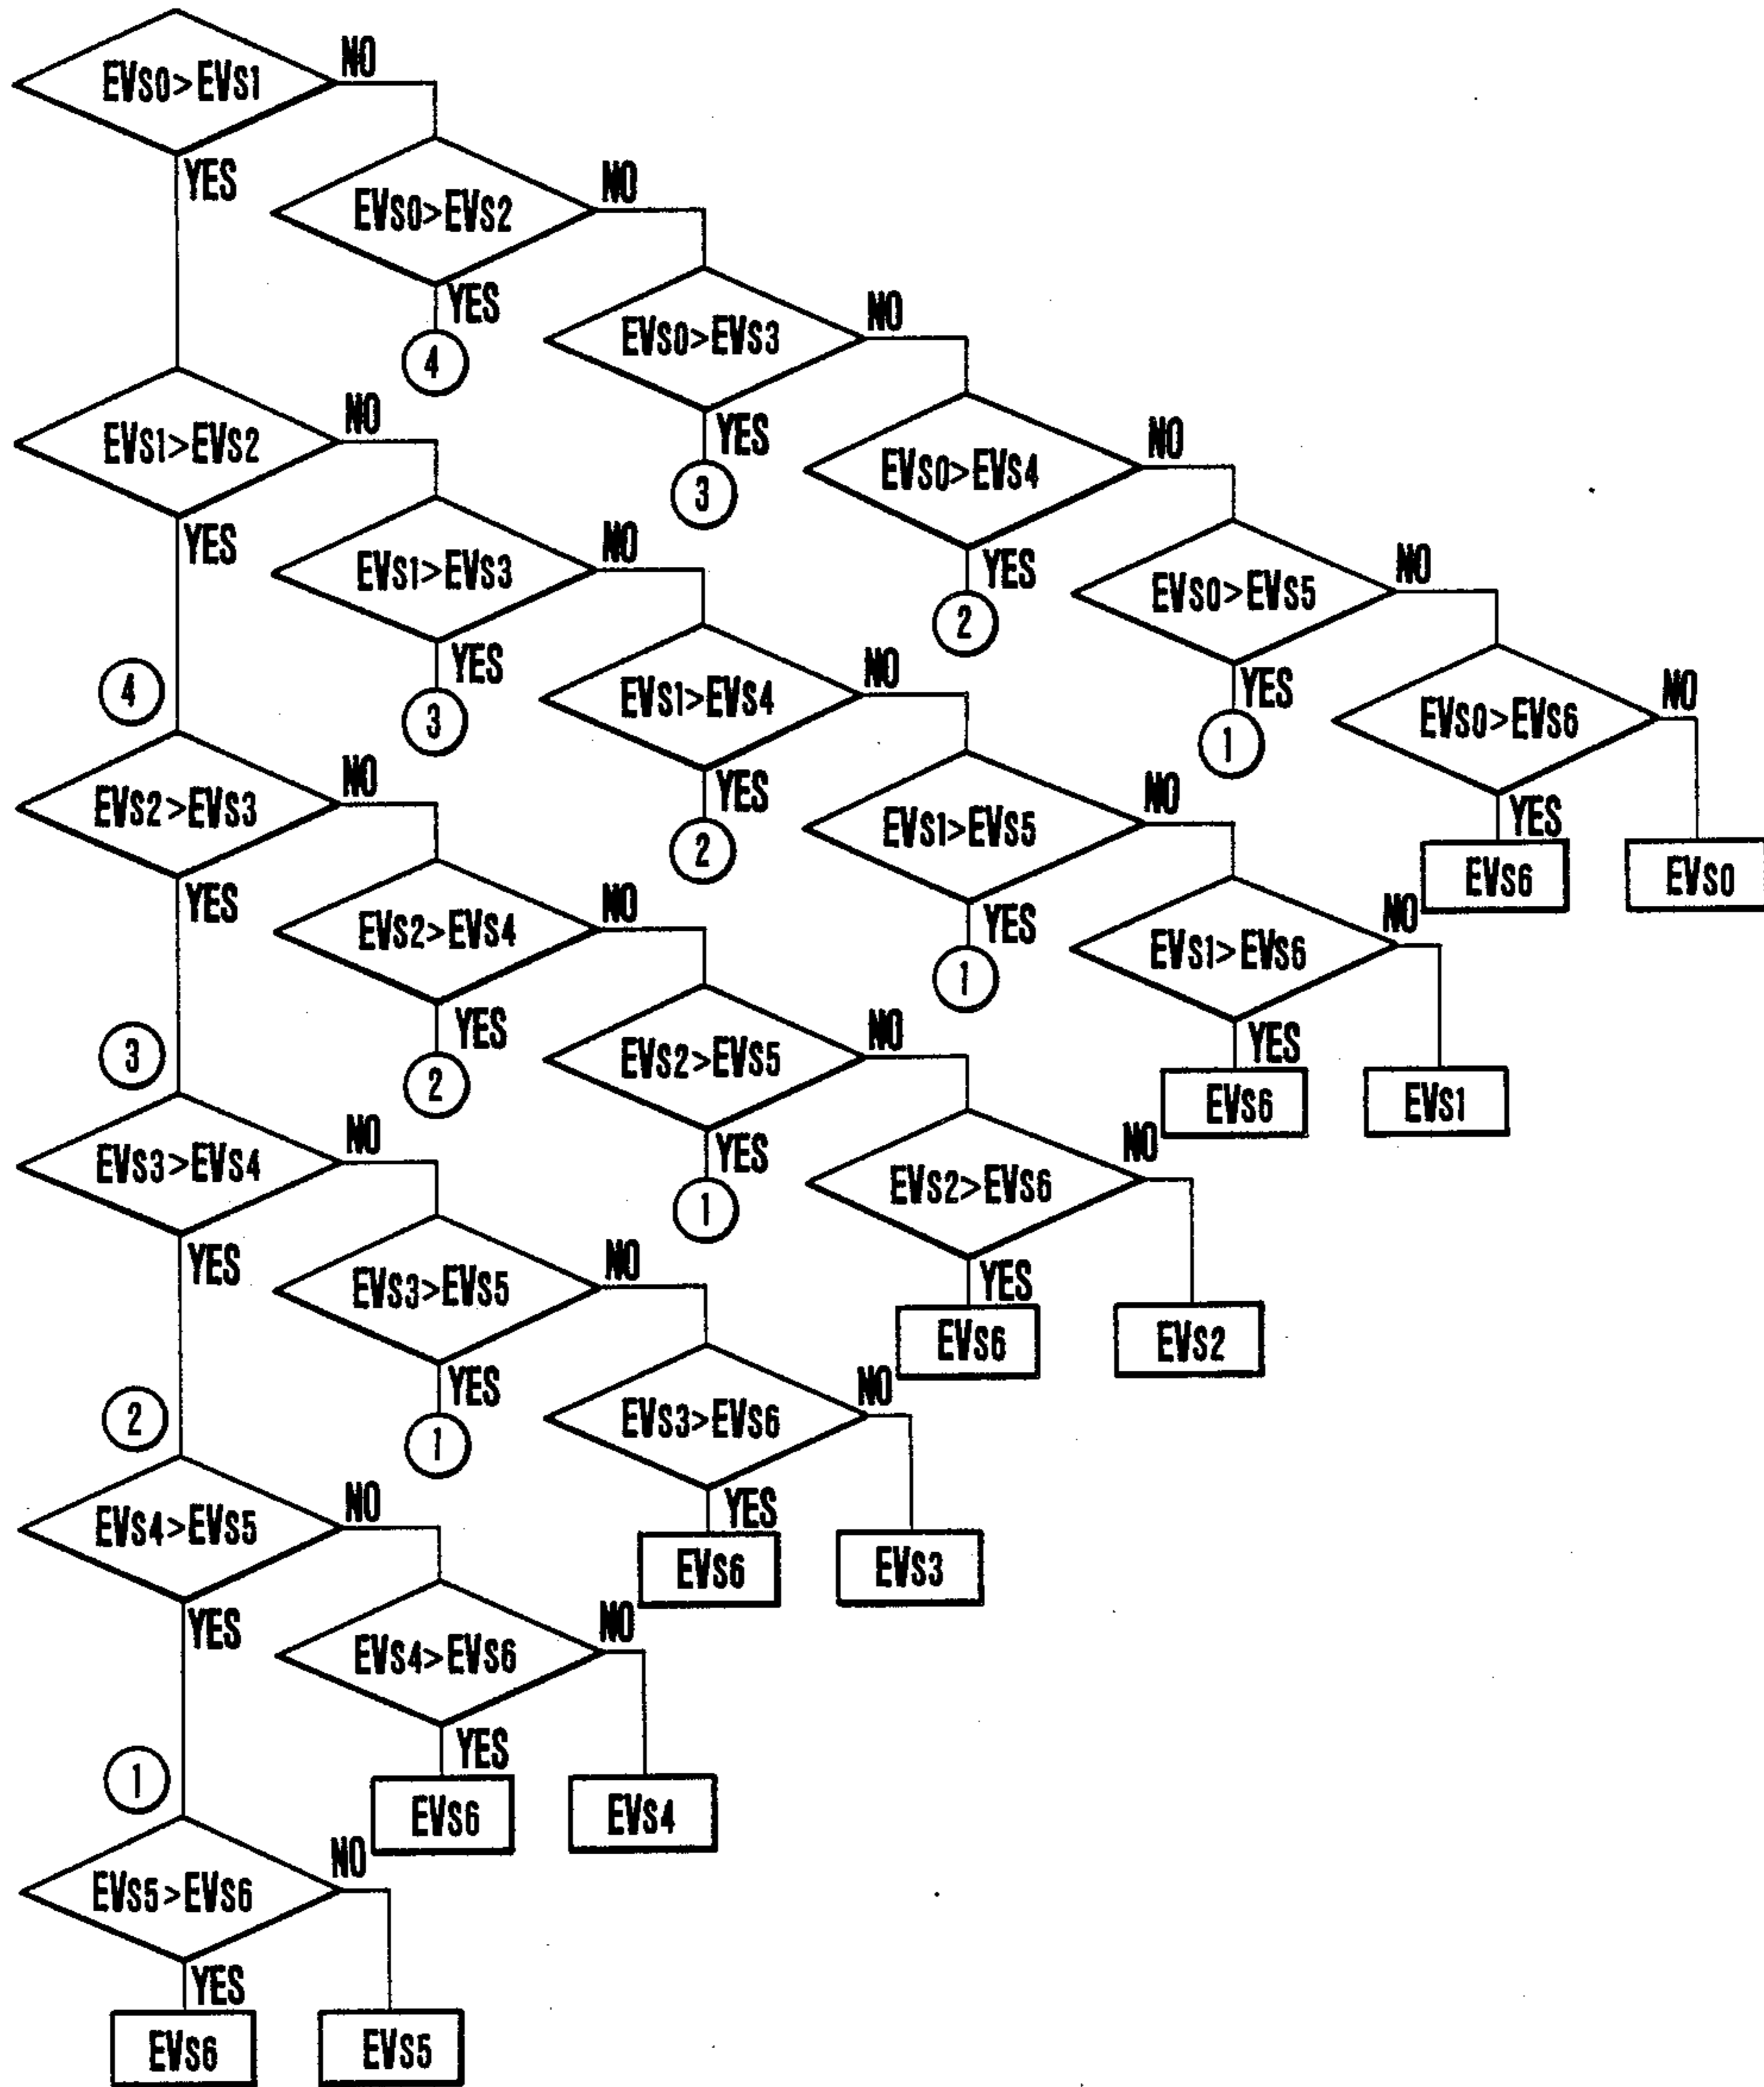 EVS0>EVS1
NO
YES
EVS0>EVS2
NO
YES
4
EVS0>EVS3
NO
YES
3
EVS0>EVS4
NO
YES
2
EVS0>EVS5
NO
YES
1
EVS0>EVS6
NO
YES
EVS6
EVS0
EVS1>EVS2
NO
YES
EVS1>EVS3
NO
YES
3
EVS1>EVS4
NO
YES
2
EVS1>EVS5
NO
YES
1
EVS1>EVS6
NO
YES
EVS6
EVS1
4
EVS2>EVS3
NO
YES
EVS2>EVS4
NO
YES
2
EVS2>EVS5
NO
YES
1
EVS2>EVS6
NO
YES
EVS6
EVS2
3
EVS3>EVS4
NO
YES
EVS3>EVS5
NO
YES
1
EVS3>EVS6
NO
YES
EVS6
EVS3
2
EVS4>EVS5
NO
YES
EVS4>EVS6
NO
YES
EVS6
EVS4
1
EVS5>EVS6
NO
YES
EVS6
EVS5